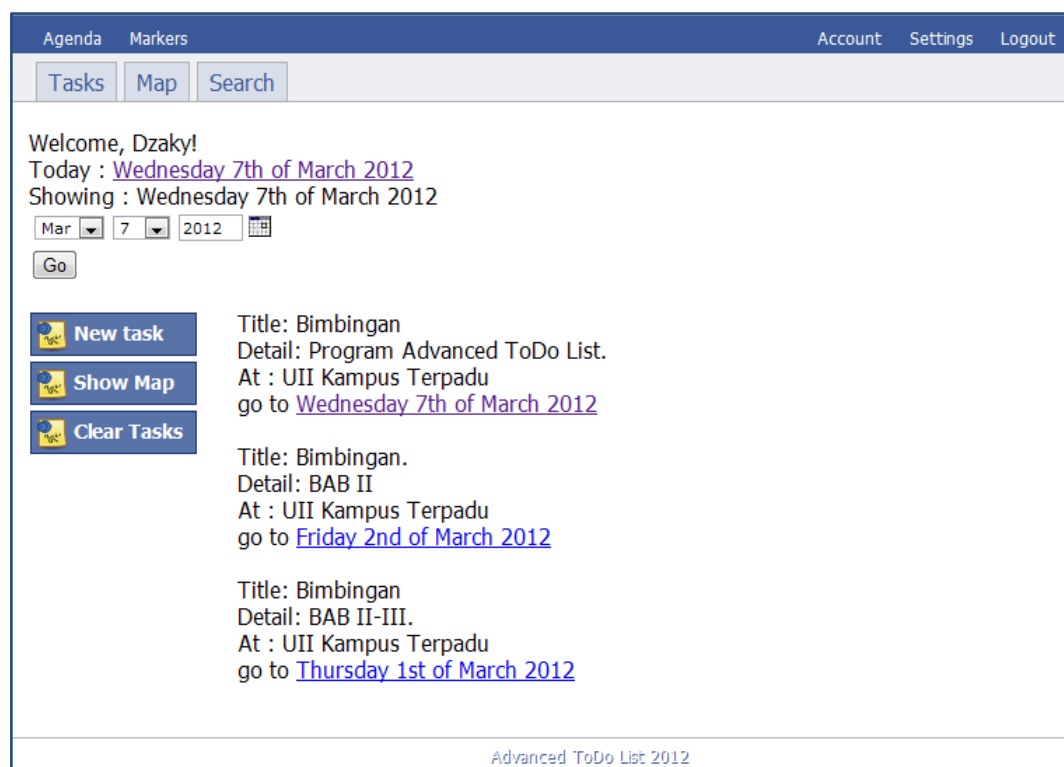 Agenda Markers Account Settings Logout
Tasks Map Search
Welcome, Dzaky!
Today : Wednesday 7th of March 2012
Showing : Wednesday 7th of March 2012
Mar 7 2012
Go
New task
Show Map
Clear Tasks
Title: Bimbingan
Detail: Program Advanced ToDo List.
At : UII Kampus Terpadu
go to Wednesday 7th of March 2012
Title: Bimbingan.
Detail: BAB II
At : UII Kampus Terpadu
go to Friday 2nd of March 2012
Title: Bimbingan
Detail: BAB II-III.
At : UII Kampus Terpadu
go to Thursday 1st of March 2012
Advanced ToDo List 2012